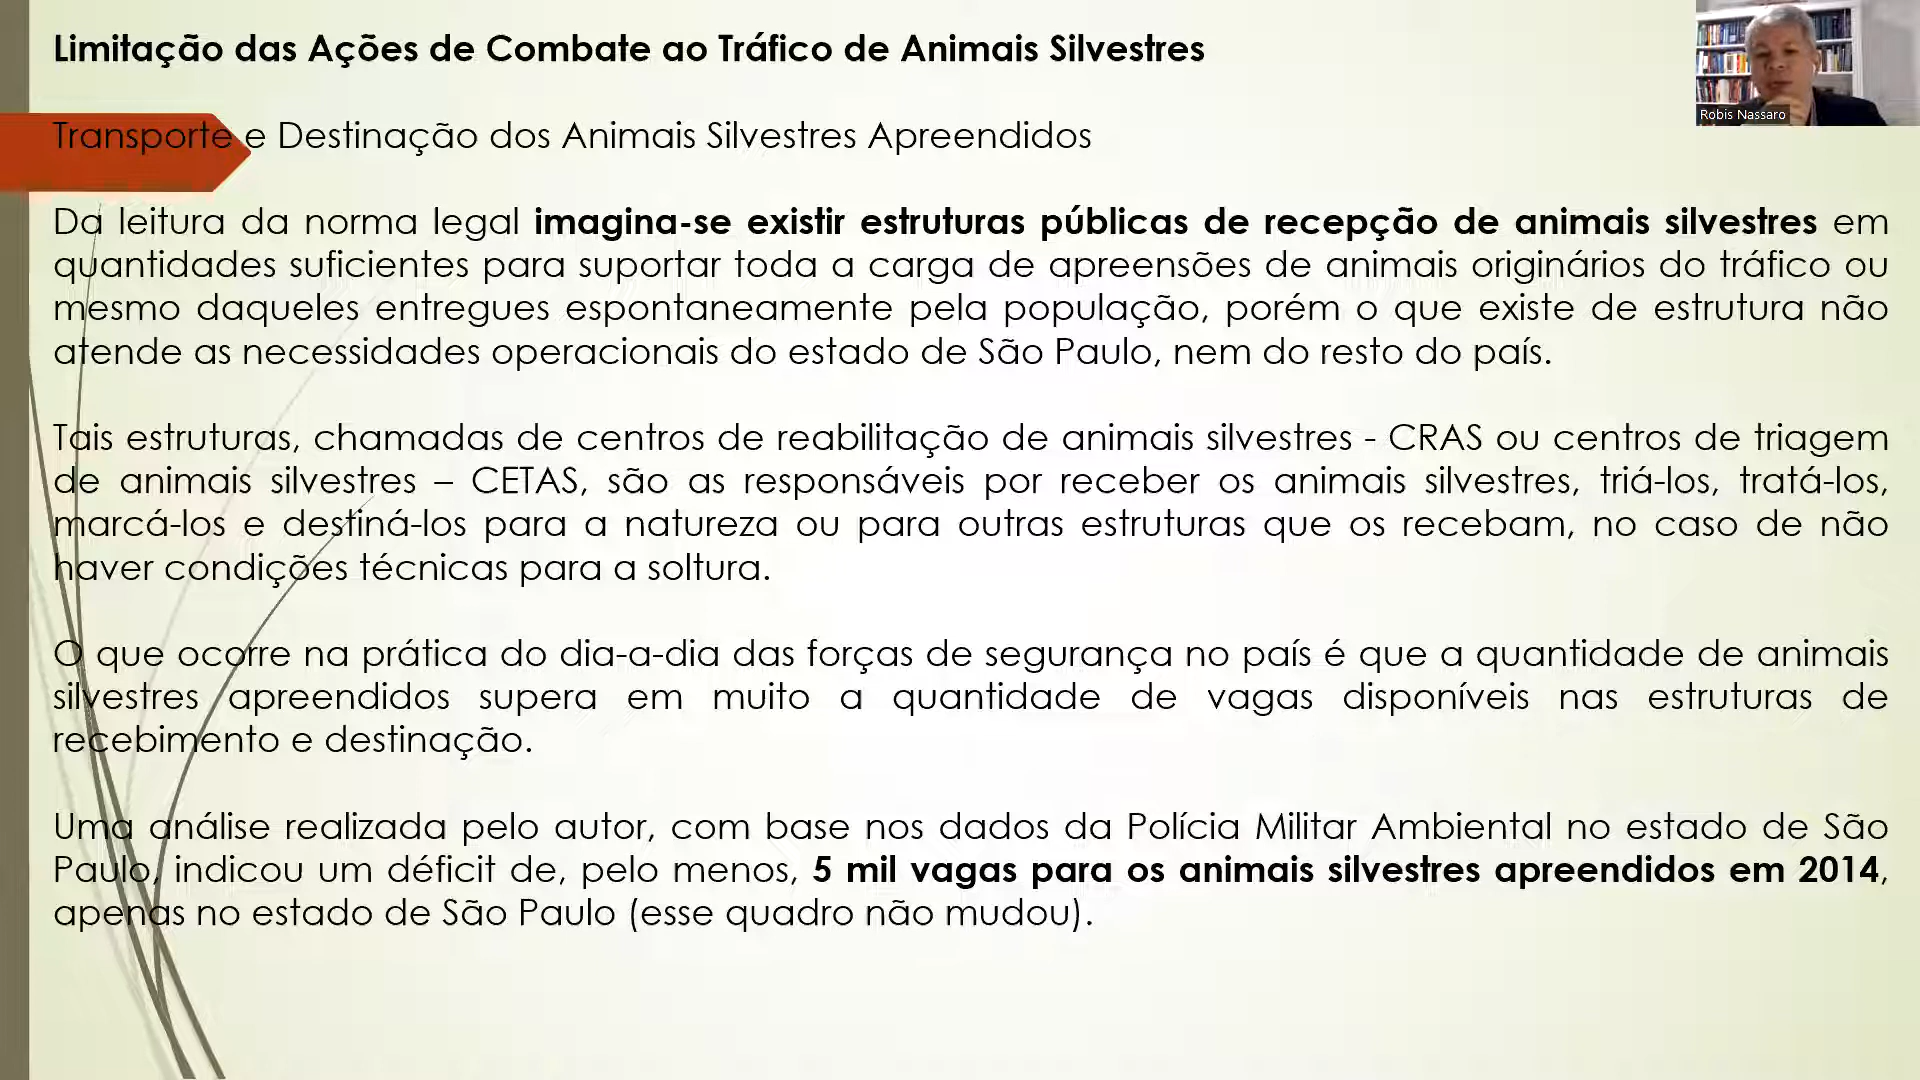 Limitação das Ações de Combate ao Tráfico de Animais Silvestres
Robis Nassaro
Transporte e Destinação dos Animais Silvestres Apreendidos
Da leitura da norma legal imagina-se existir estruturas públicas de recepção de animais silvestres em
quantidades suficientes para suportar toda a carga de apreensões de animais originários do tráfico ou
mesmo daqueles entregues espontaneamente pela população, porém o que existe de estrutura não
atende as necessidades operacionais do estado de São Paulo, nem do resto do país.
Tais estruturas, chamadas de centros de reabilitação de animais silvestres - CRAS ou centros de triagem
de animais silvestres – CETAS, são as responsáveis por receber os animais silvestres, triá-los, tratá-los,
marcá-los e destiná-los para a natureza ou para outras estruturas que os recebam, no caso de não
haver condições técnicas para a soltura.
O que ocorre na prática do dia-a-dia das forças de segurança no país é que a quantidade de animais
silvestres apreendidos supera em muito a quantidade de vagas disponíveis nas estruturas de
recebimento e destinação.
Uma análise realizada pelo autor, com base nos dados da Polícia Militar Ambiental no estado de São
Paulo, indicou um déficit de, pelo menos, 5 mil vagas para os animais silvestres apreendidos em 2014,
apenas no estado de São Paulo (esse quadro não mudou).